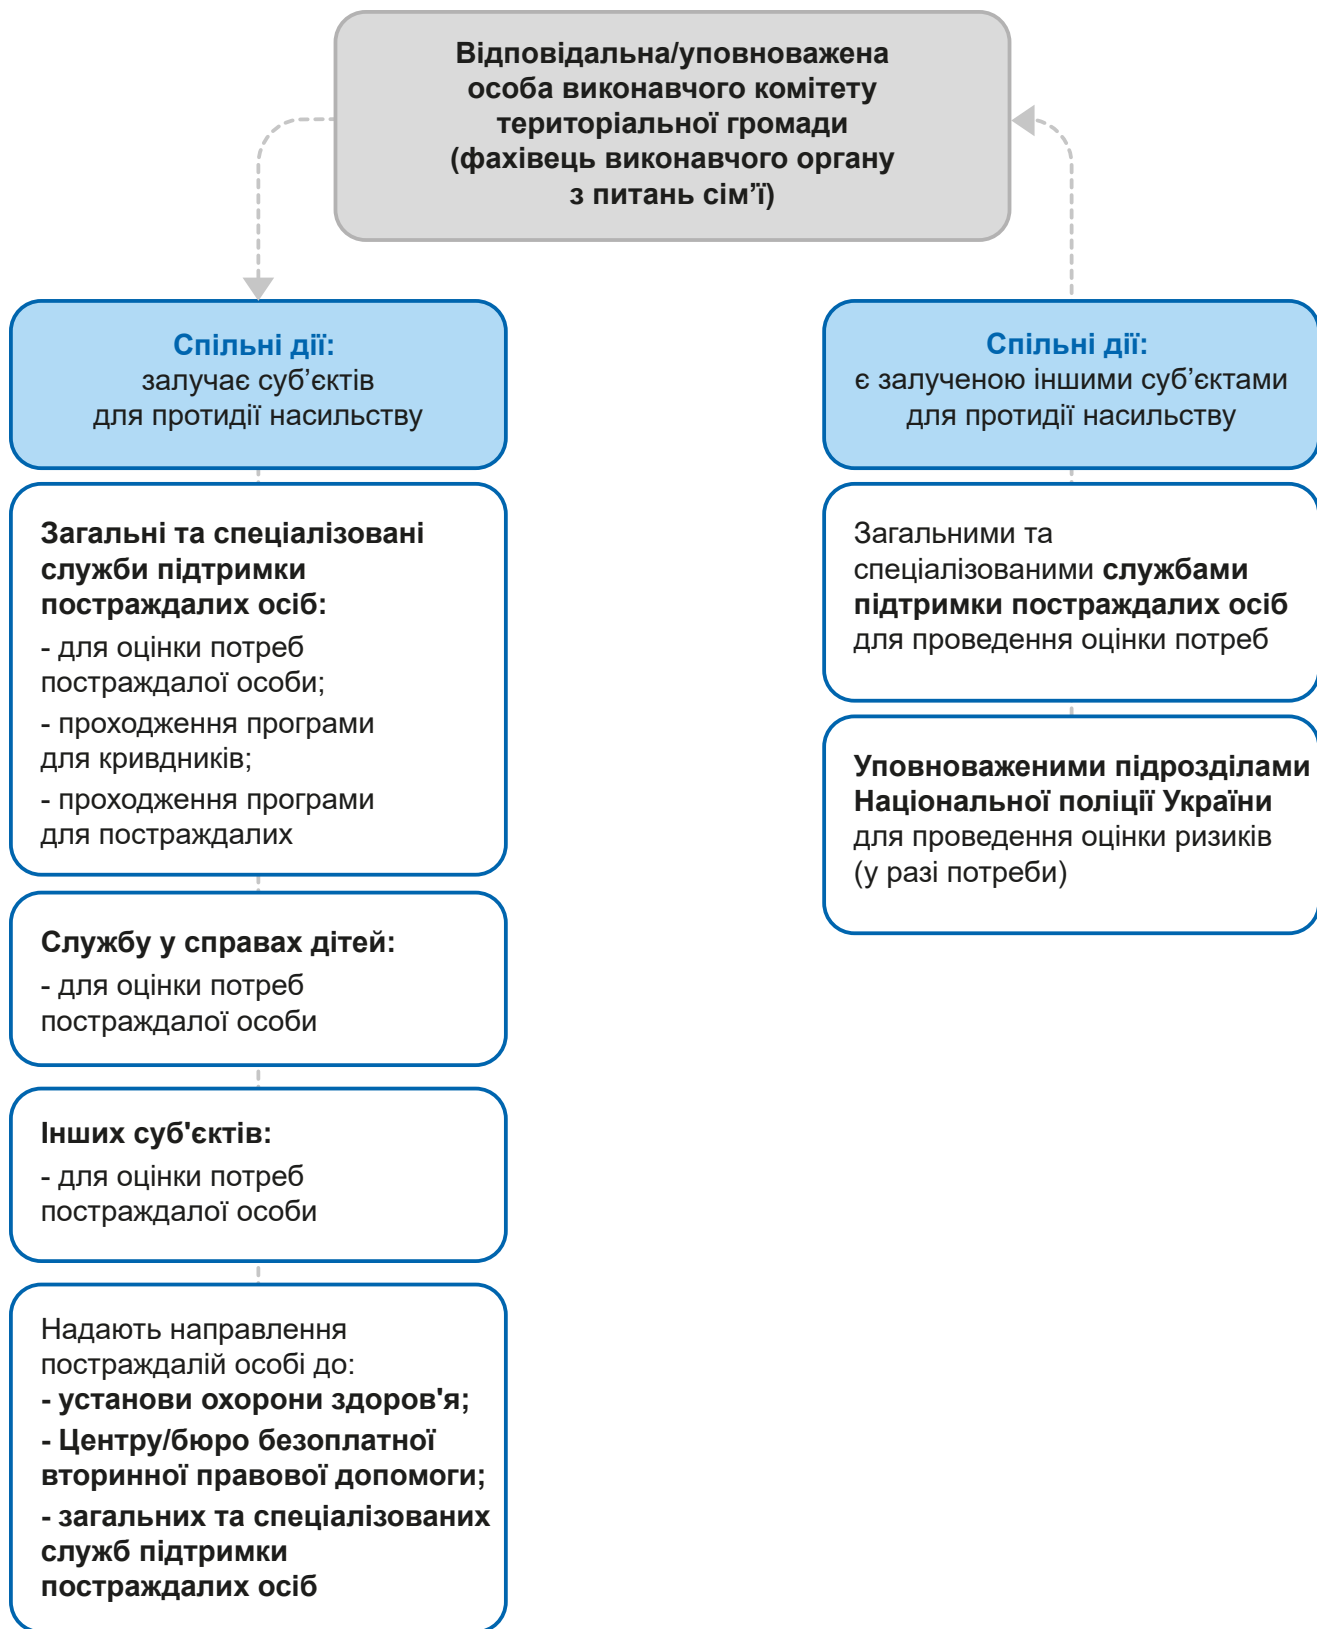 Відповідальна/уповноважена
особа виконавчого комітету
територіальної громади
(фахівець виконавчого органу
з питань сім’ї)
Спільні дії:
залучає суб’єктів
для протидії насильству
Загальні та спеціалізовані
служби підтримки
постраждалих осіб:
- для оцінки потреб
постраждалої особи;
- проходження програми
для кривдників;
- проходження програми
для постраждалих
Службу у справах дітей:
- для оцінки потреб
постраждалої особи
Інших суб'єктів:
- для оцінки потреб
постраждалої особи
Надають направлення
постраждалій особі до:
- установи охорони здоров'я;
- Центру/бюро безоплатної
вторинної правової допомоги;
- загальних та спеціалізованих
служб підтримки
постраждалих осіб
Спільні дії:
є залученою іншими суб’єктами
для протидії насильству
Загальними та
спеціалізованими службами
підтримки постраждалих осіб
для проведення оцінки потреб
Уповноваженими підрозділами
Національної поліції України
для проведення оцінки ризиків
(у разі потреби)